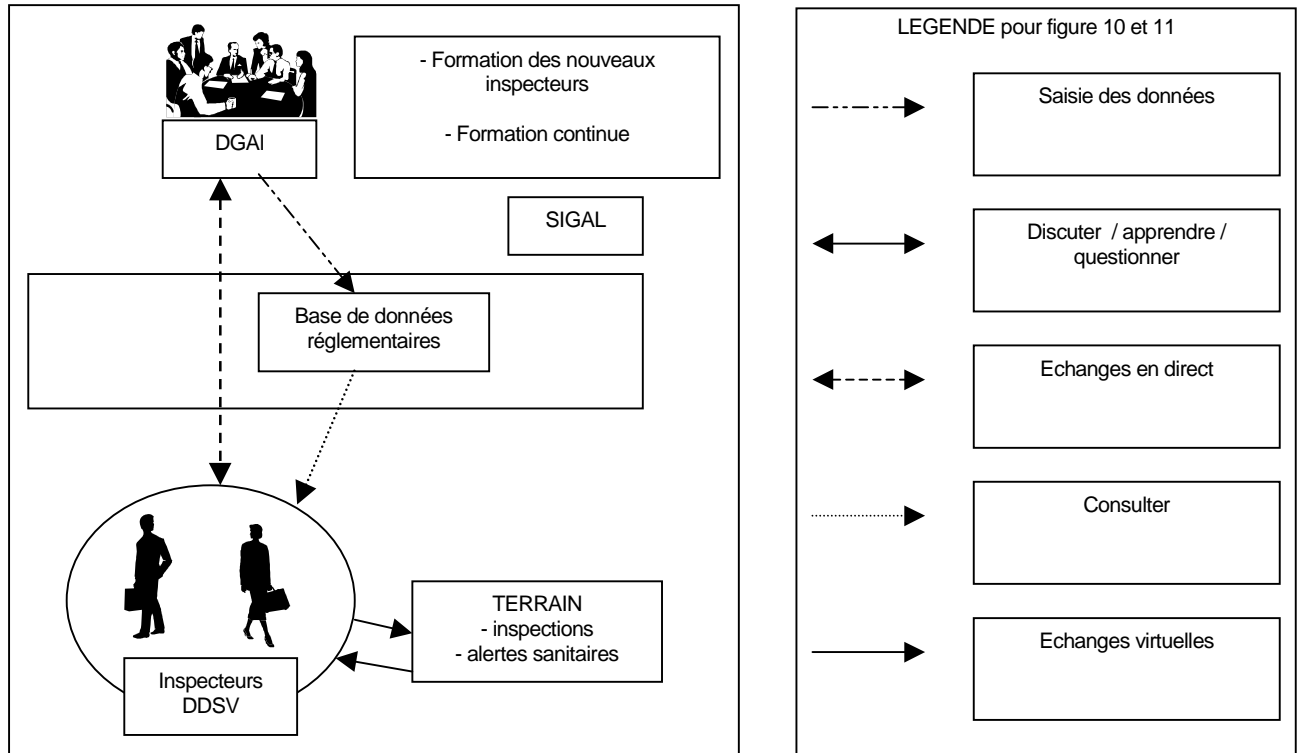 - Formation des nouveaux
inspecteurs
- Formation continue
DGAl
SIGAL
Base de données
réglementaires
TERRAIN
- inspections
- alertes sanitaires
Inspecteurs
DDSV
LEGENDE pour figure 10 et 11
Saisie des données
Discuter / apprendre /
questionner
Echanges en direct
Consulter
Echanges virtuelles